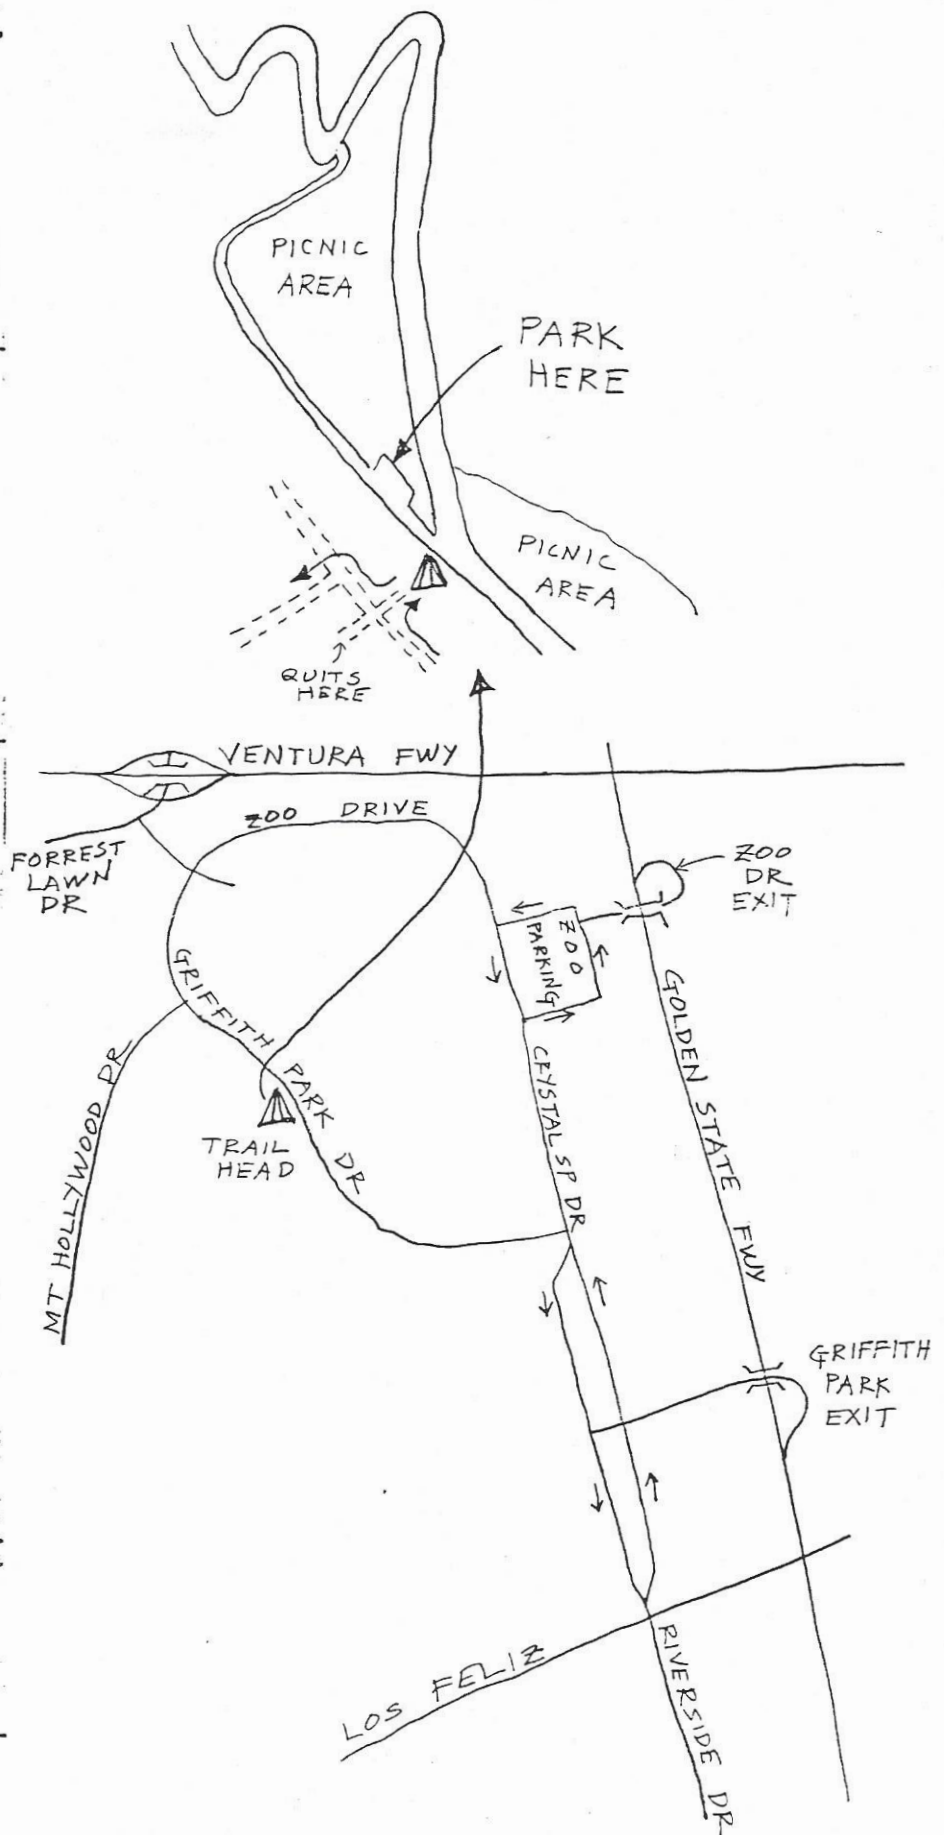 PICNIC
AREA
PARK
HERE
PICNIC
AREA
QUITS
HERE
VENTURA FWY
ZOO DRIVE
FORREST
LAWN
DR
ZOO
DR
EXIT
ZOO
PARKING
GRIFFITH PARK DR
GOLDEN STATE FWY
CRYSTAL SP DR
MT HOLLYWOOD DR
TRAIL
HEAD
GRIFFITH
PARK
EXIT
LOS FELIZ
RIVERSIDE DR